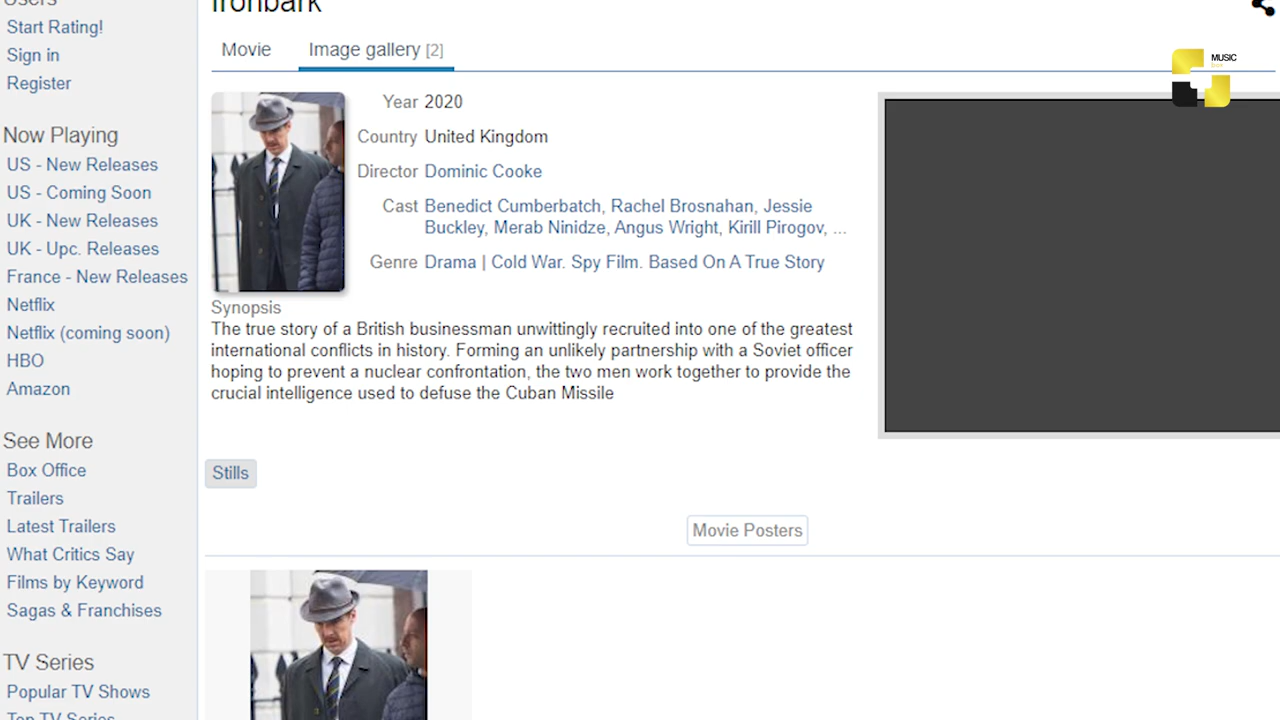 Users
Start Rating!
Sign in
Register
Now Playing
US - New Releases
US - Coming Soon
UK - New Releases
UK - Upc. Releases
France - New Releases
Netflix
Netflix (coming soon)
HBO
Amazon
See More
Box Office
Trailers
Latest Trailers
What Critics Say
Films by Keyword
Sagas & Franchises
TV Series
Popular TV Shows
Top TV Series
Ironbark
Movie
Image gallery [2]
Year 2020
Country United Kingdom
Director Dominic Cooke
Cast Benedict Cumberbatch, Rachel Brosnahan, Jessie
Buckley, Merab Ninidze, Angus Wright, Kirill Pirogov, ...
Genre Drama | Cold War. Spy Film. Based On A True Story
Synopsis
The true story of a British businessman unwittingly recruited into one of the greatest
international conflicts in history. Forming an unlikely partnership with a Soviet officer
hoping to prevent a nuclear confrontation, the two men work together to provide the
crucial intelligence used to defuse the Cuban Missile
Stills
Movie Posters
MUSIC